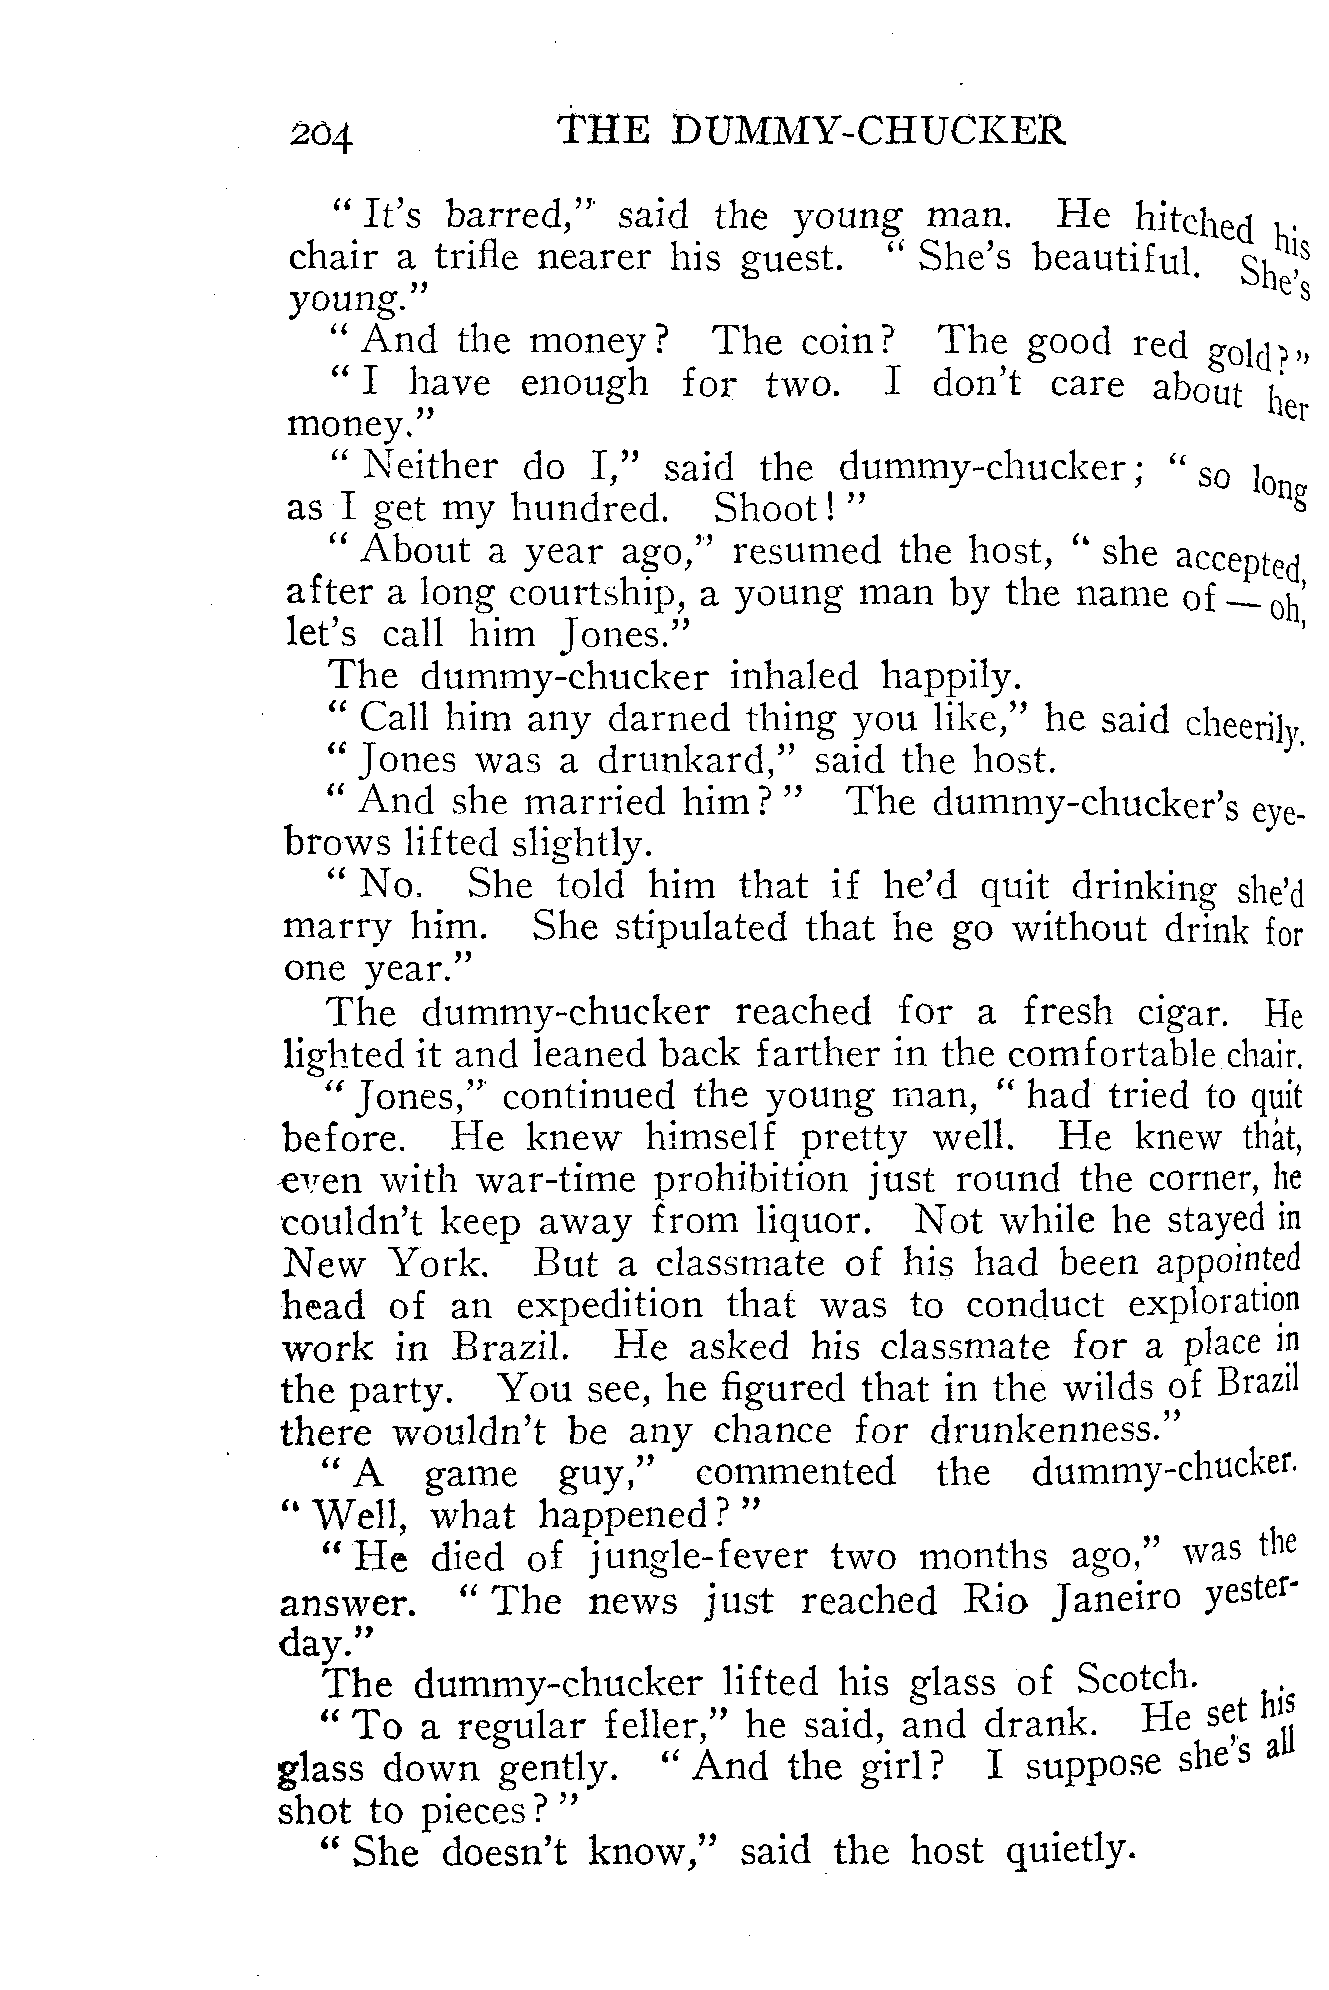 204 THE DUMMY-CHUCKER
“ It's barred,” said the young man. He hitched his
chair a trifle nearer his guest. “ She's beautiful. She's
young.”
“ And the money? The coin? The good red gold?”
“ I have enough for two. I don't care about her
money.”
“ Neither do I,” said the dummy-chucker; “ so long
as I get my hundred. Shoot! ”
“ About a year ago,” resumed the host, “ she accepted,
after a long courtship, a young man by the name of — oh,
let's call him Jones.”
The dummy-chucker inhaled happily.
“ Call him any darned thing you like,” he said cheerily.
“ Jones was a drunkard,” said the host.
“ And she married him? ” The dummy-chucker's eye-
brows lifted slightly.
“ No. She told him that if he'd quit drinking she'd
marry him. She stipulated that he go without drink for
one year.”
The dummy-chucker reached for a fresh cigar. He
lighted it and leaned back farther in the comfortable chair.
“ Jones,” continued the young man, “ had tried to quit
before. He knew himself pretty well. He knew that,
even with war-time prohibition just round the corner, he
couldn't keep away from liquor. Not while he stayed in
New York. But a classmate of his had been appointed
head of an expedition that was to conduct exploration
work in Brazil. He asked his classmate for a place in
the party. You see, he figured that in the wilds of Brazil
there wouldn't be any chance for drunkenness.”
“ A game guy,” commented the dummy-chucker.
“ Well, what happened? ”
“ He died of jungle-fever two months ago,” was the
answer. “ The news just reached Rio Janeiro yester-
day.”
The dummy-chucker lifted his glass of Scotch.
“ To a regular feller,” he said, and drank. He set his
glass down gently. “ And the girl? I suppose she's all
shot to pieces? ”
“ She doesn't know,” said the host quietly.